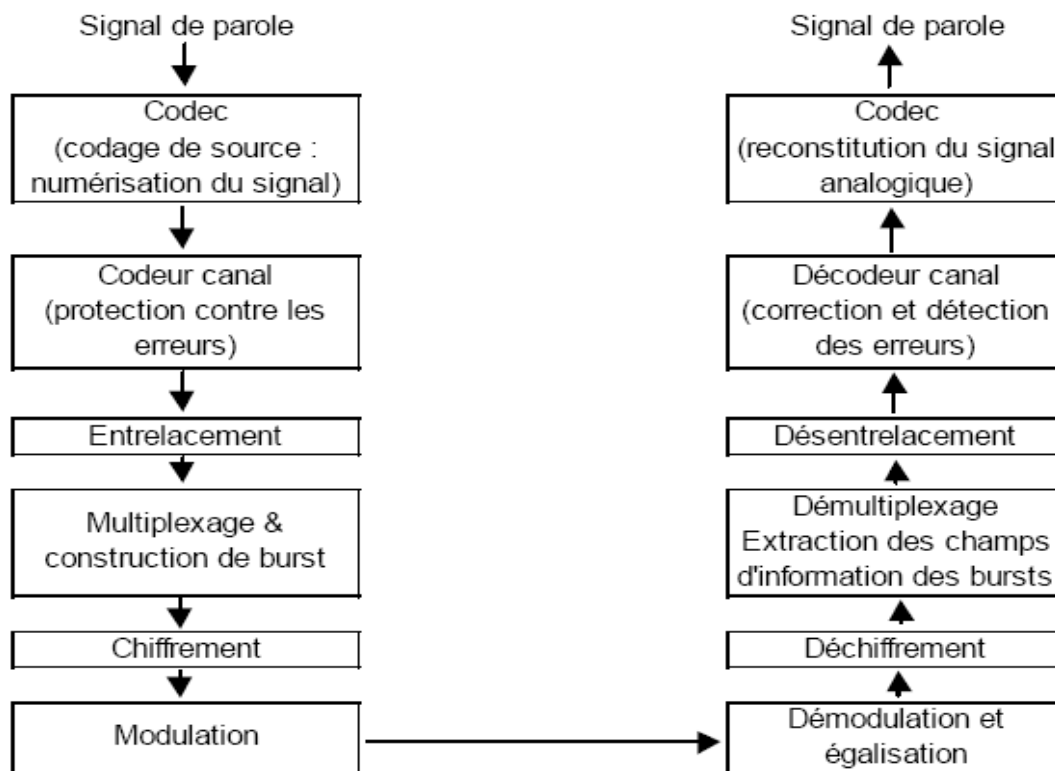 Signal de parole
Codec
(codage de source :
numérisation du signal)
Codeur canal
(protection contre les
erreurs)
Entrelacement
Multiplexage &
construction de burst
Chiffrement
Modulation
Signal de parole
Codec
(reconstitution du signal
analogique)
Décodeur canal
(correction et détection
des erreurs)
Désentrelacement
Démultiplexage
Extraction des champs
d'information des bursts
Déchiffrement
Démodulation et
égalisation